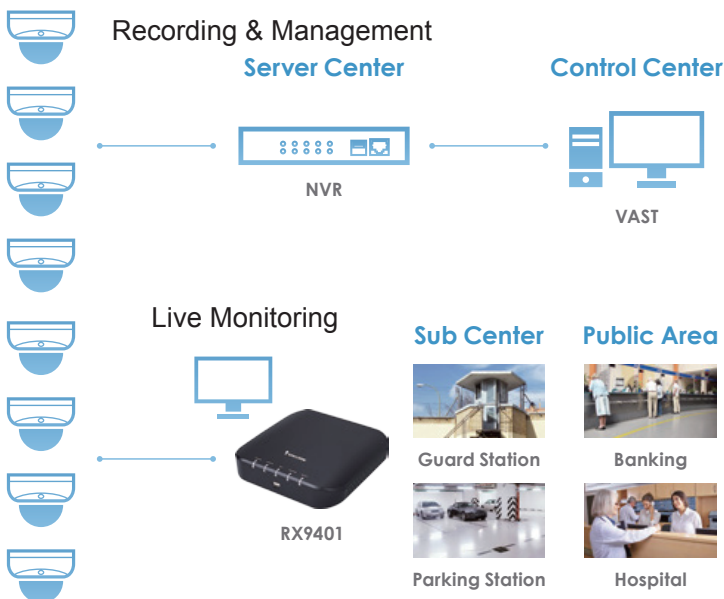 Recording & Management
Server Center
Control Center
NVR
VAST
Live Monitoring
Sub Center
Public Area
Guard Station
Banking
RX9401
Parking Station
Hospital